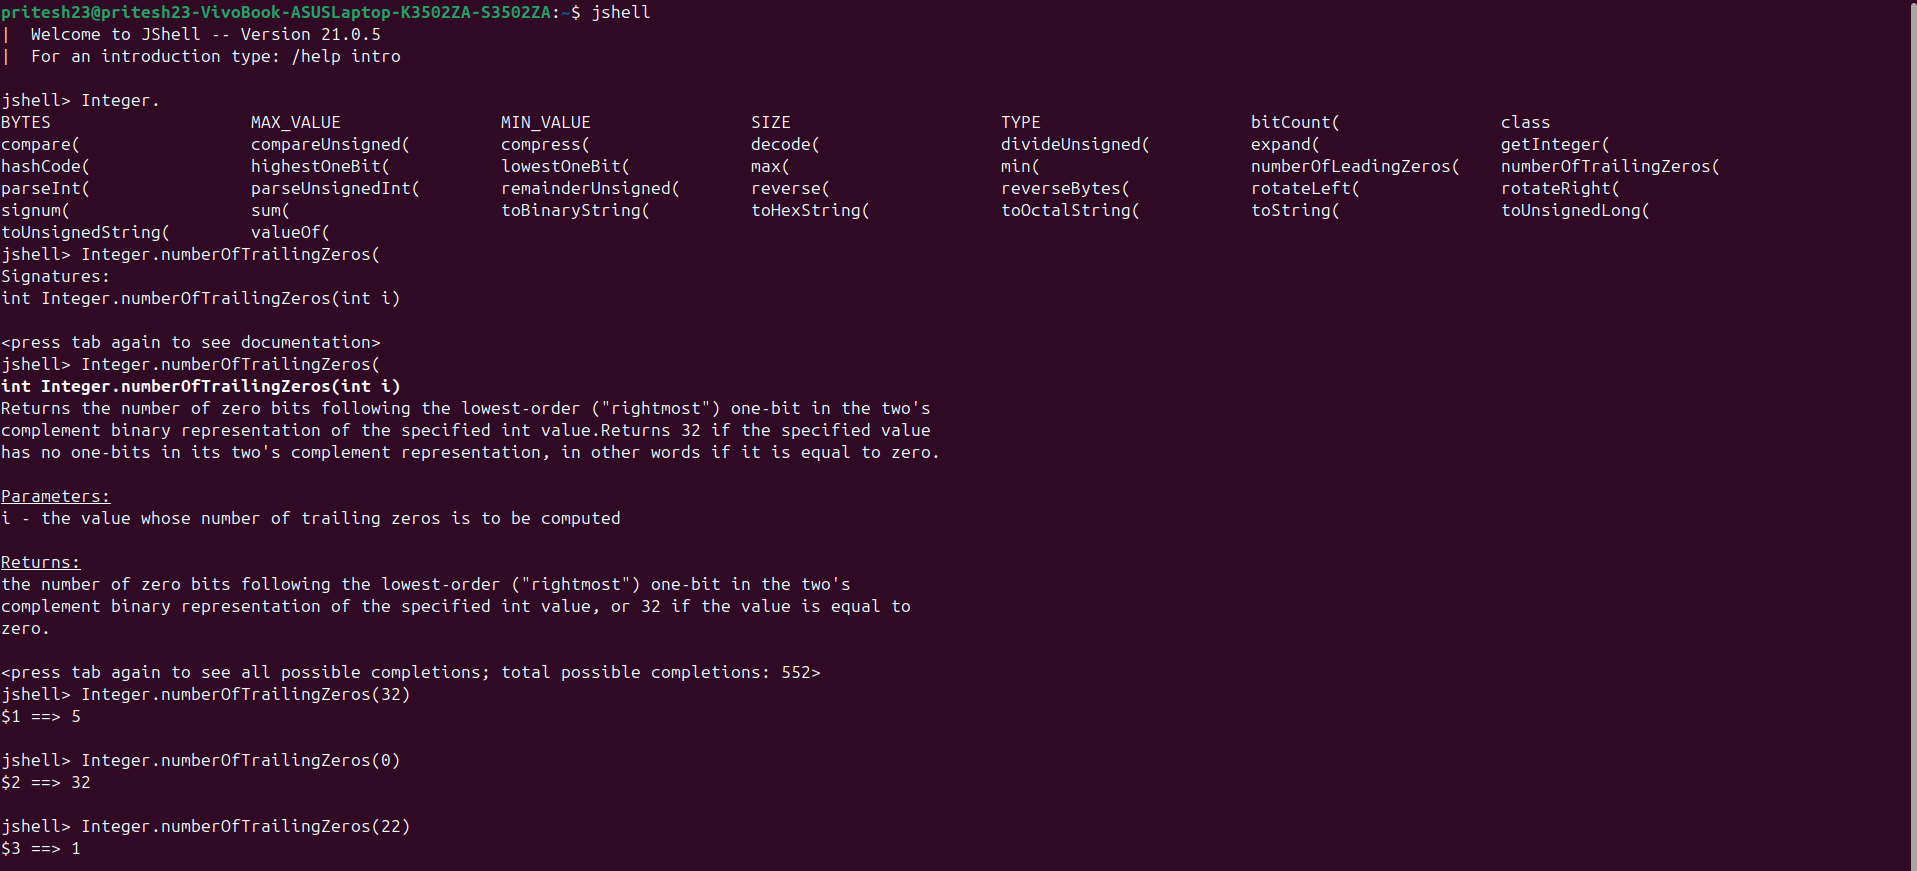 pritesh23@pritesh23-VivoBook-ASUSLaptop-K3502ZA-S3502ZA:~$ jshell
|  Welcome to JShell -- Version 21.0.5
|  For an introduction type: /help intro
jshell> Integer.
BYTES                    MAX_VALUE                MIN_VALUE                SIZE                     TYPE                     bitCount(                class
compare(                 compareUnsigned(         compress(                decode(                  divideUnsigned(          expand(                  getInteger(
hashCode(                highestOneBit(           lowestOneBit(            max(                     min(                     numberOfLeadingZeros(    numberOfTrailingZeros(
parseInt(                parseUnsignedInt(        remainderUnsigned(       reverse(                 reverseBytes(            rotateLeft(              rotateRight(
signum(                  sum(                     toBinaryString(          toHexString(             toOctalString(           toString(                toUnsignedLong(
toUnsignedString(        valueOf(
jshell> Integer.numberOfTrailingZeros(
Signatures:
int Integer.numberOfTrailingZeros(int i)
<press tab again to see documentation>
jshell> Integer.numberOfTrailingZeros(
int Integer.numberOfTrailingZeros(int i)
Returns the number of zero bits following the lowest-order ("rightmost") one-bit in the two's
complement binary representation of the specified int value.Returns 32 if the specified value
has no one-bits in its two's complement representation, in other words if it is equal to zero.
Parameters:
i - the value whose number of trailing zeros is to be computed
Returns:
the number of zero bits following the lowest-order ("rightmost") one-bit in the two's
complement binary representation of the specified int value, or 32 if the value is equal to
zero.
<press tab again to see all possible completions; total possible completions: 552>
jshell> Integer.numberOfTrailingZeros(32)
$1 ==> 5
jshell> Integer.numberOfTrailingZeros(0)
$2 ==> 32
jshell> Integer.numberOfTrailingZeros(22)
$3 ==> 1